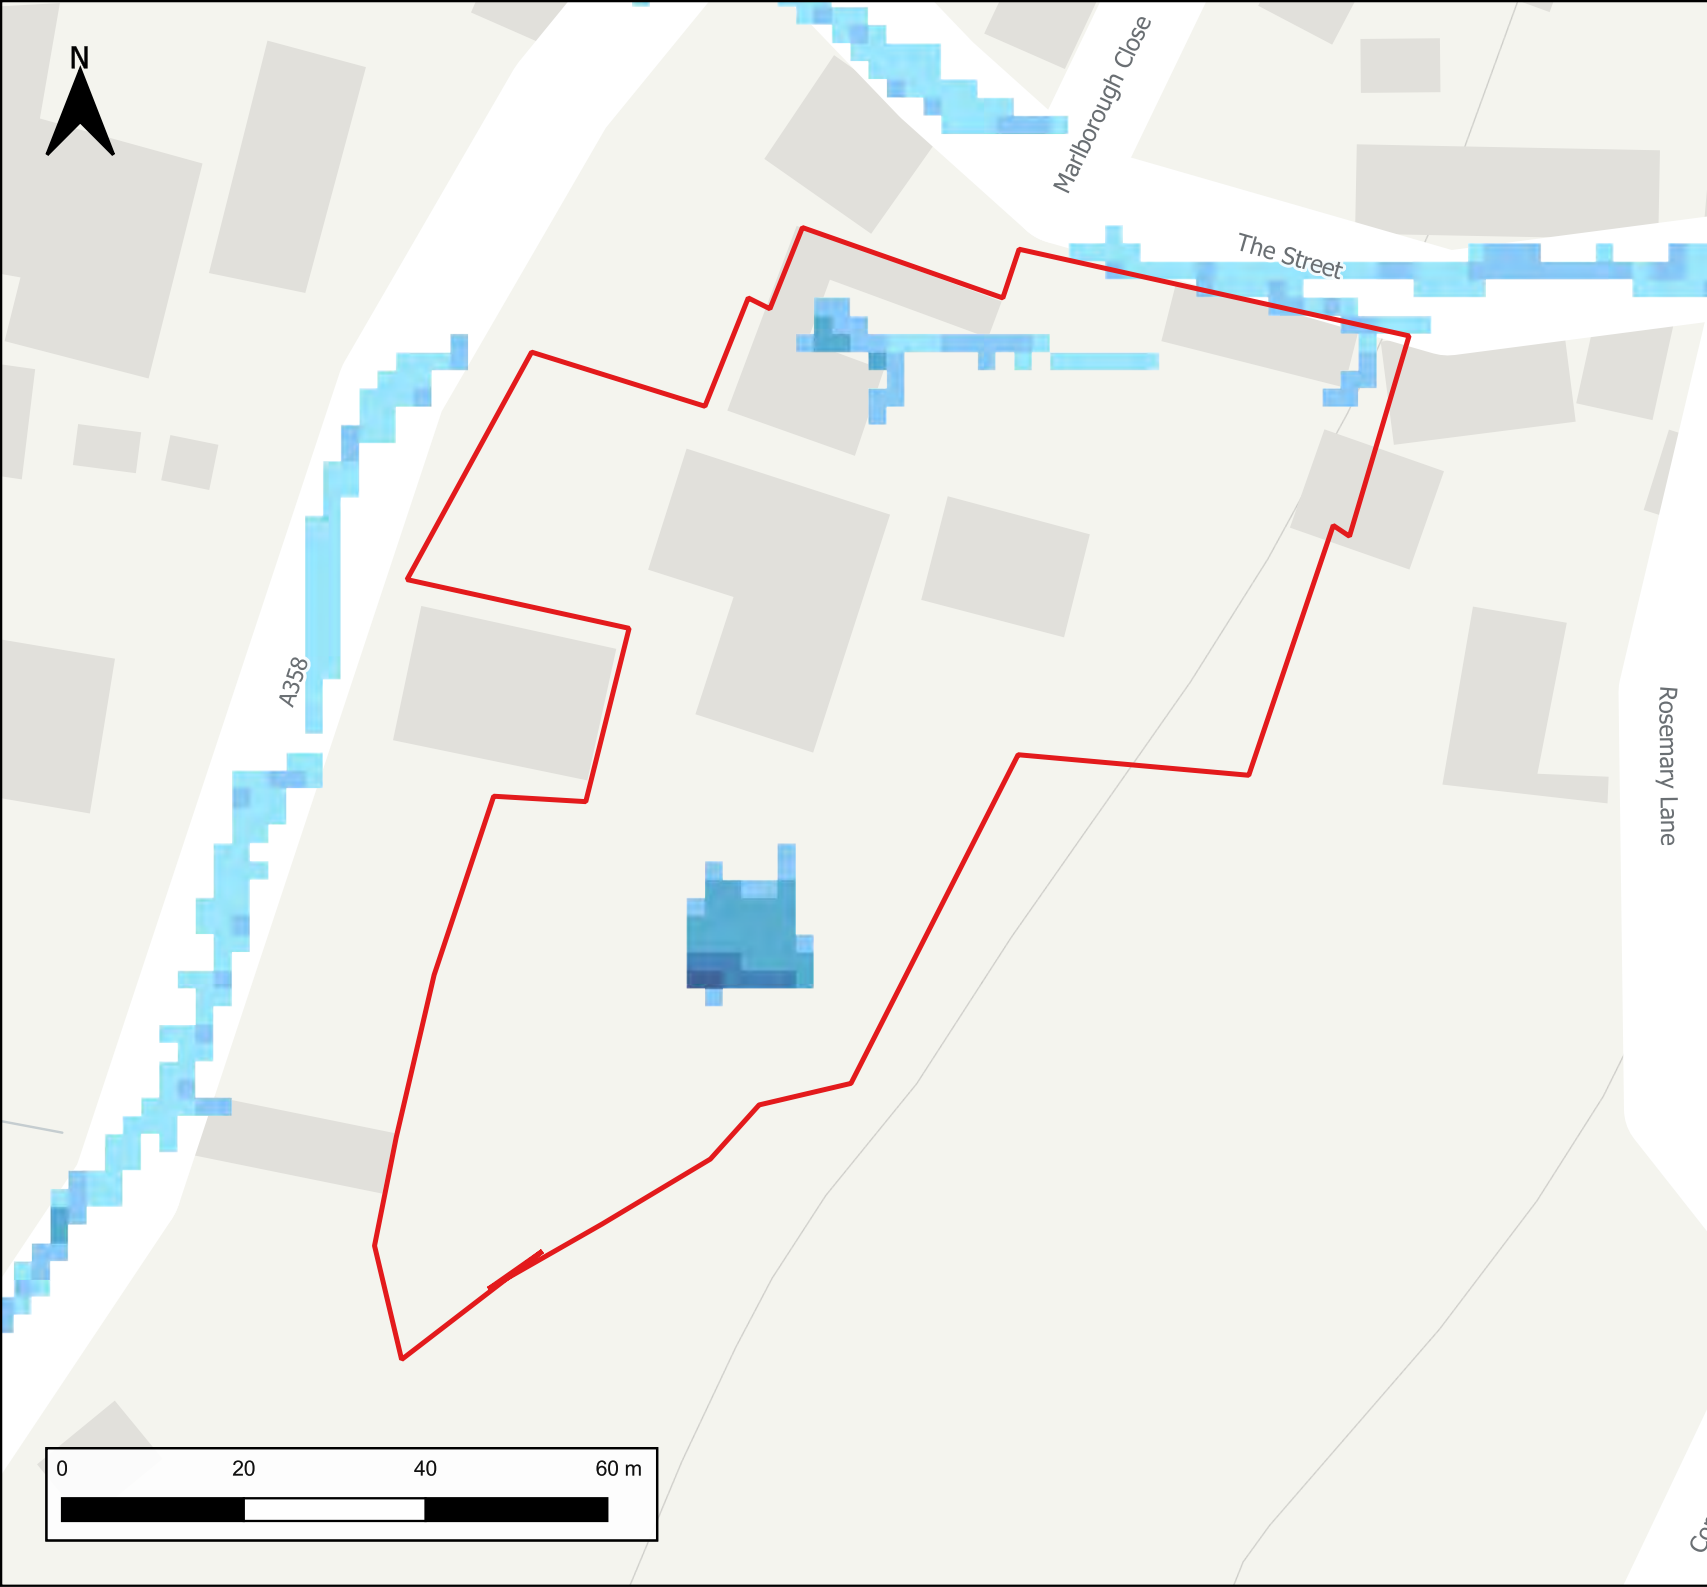 N
Marlborough Close
The Street
A358
Rosemary Lane
0 20 40 60 m